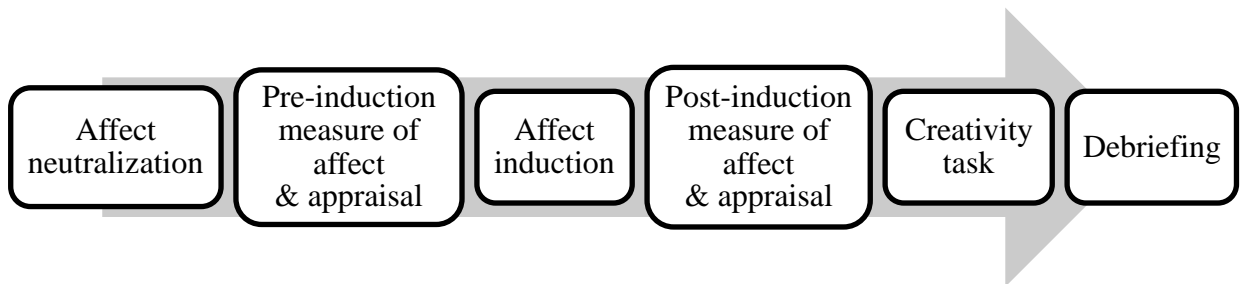 Affect
neutralization
Pre-induction
measure of
affect
& appraisal
Affect
induction
Post-induction
measure of
affect
& appraisal
Creativity
task
Debriefing